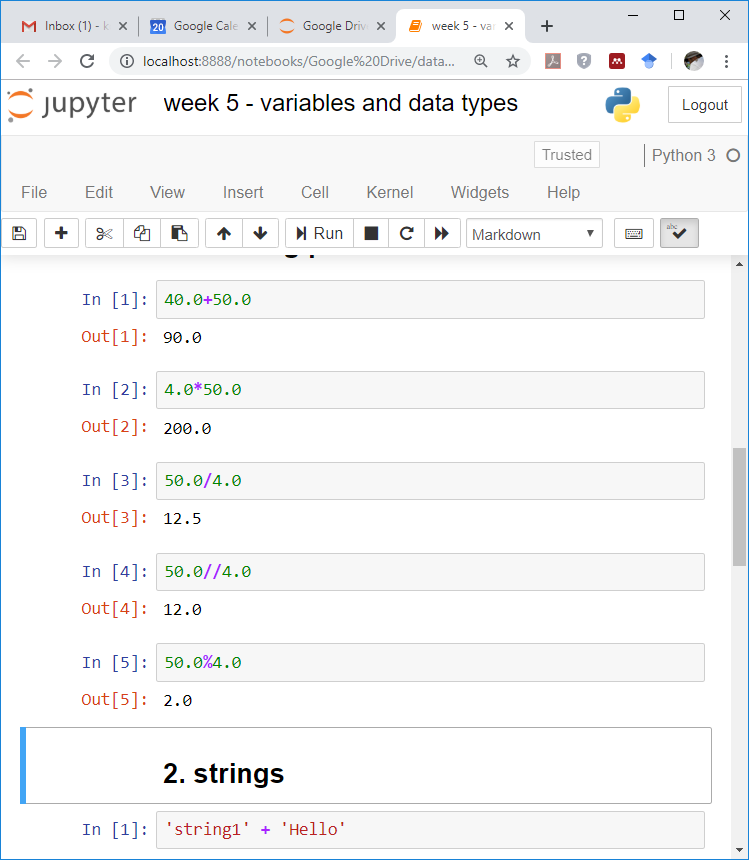 Inbox (1) - k
20 Google Cale
Google Driv
week 5 - var
localhost:8888/notebooks/Google%20Drive/data...
jupyter week 5 - variables and data types
Logout
Trusted
Python 3
File Edit View Insert Cell Kernel Widgets Help
Run Markdown abc
In [1]: 40.0+50.0
Out[1]: 90.0
In [2]: 4.0*50.0
Out[2]: 200.0
In [3]: 50.0/4.0
Out[3]: 12.5
In [4]: 50.0//4.0
Out[4]: 12.0
In [5]: 50.0%4.0
Out[5]: 2.0
2. strings
In [1]: 'string1' + 'Hello'